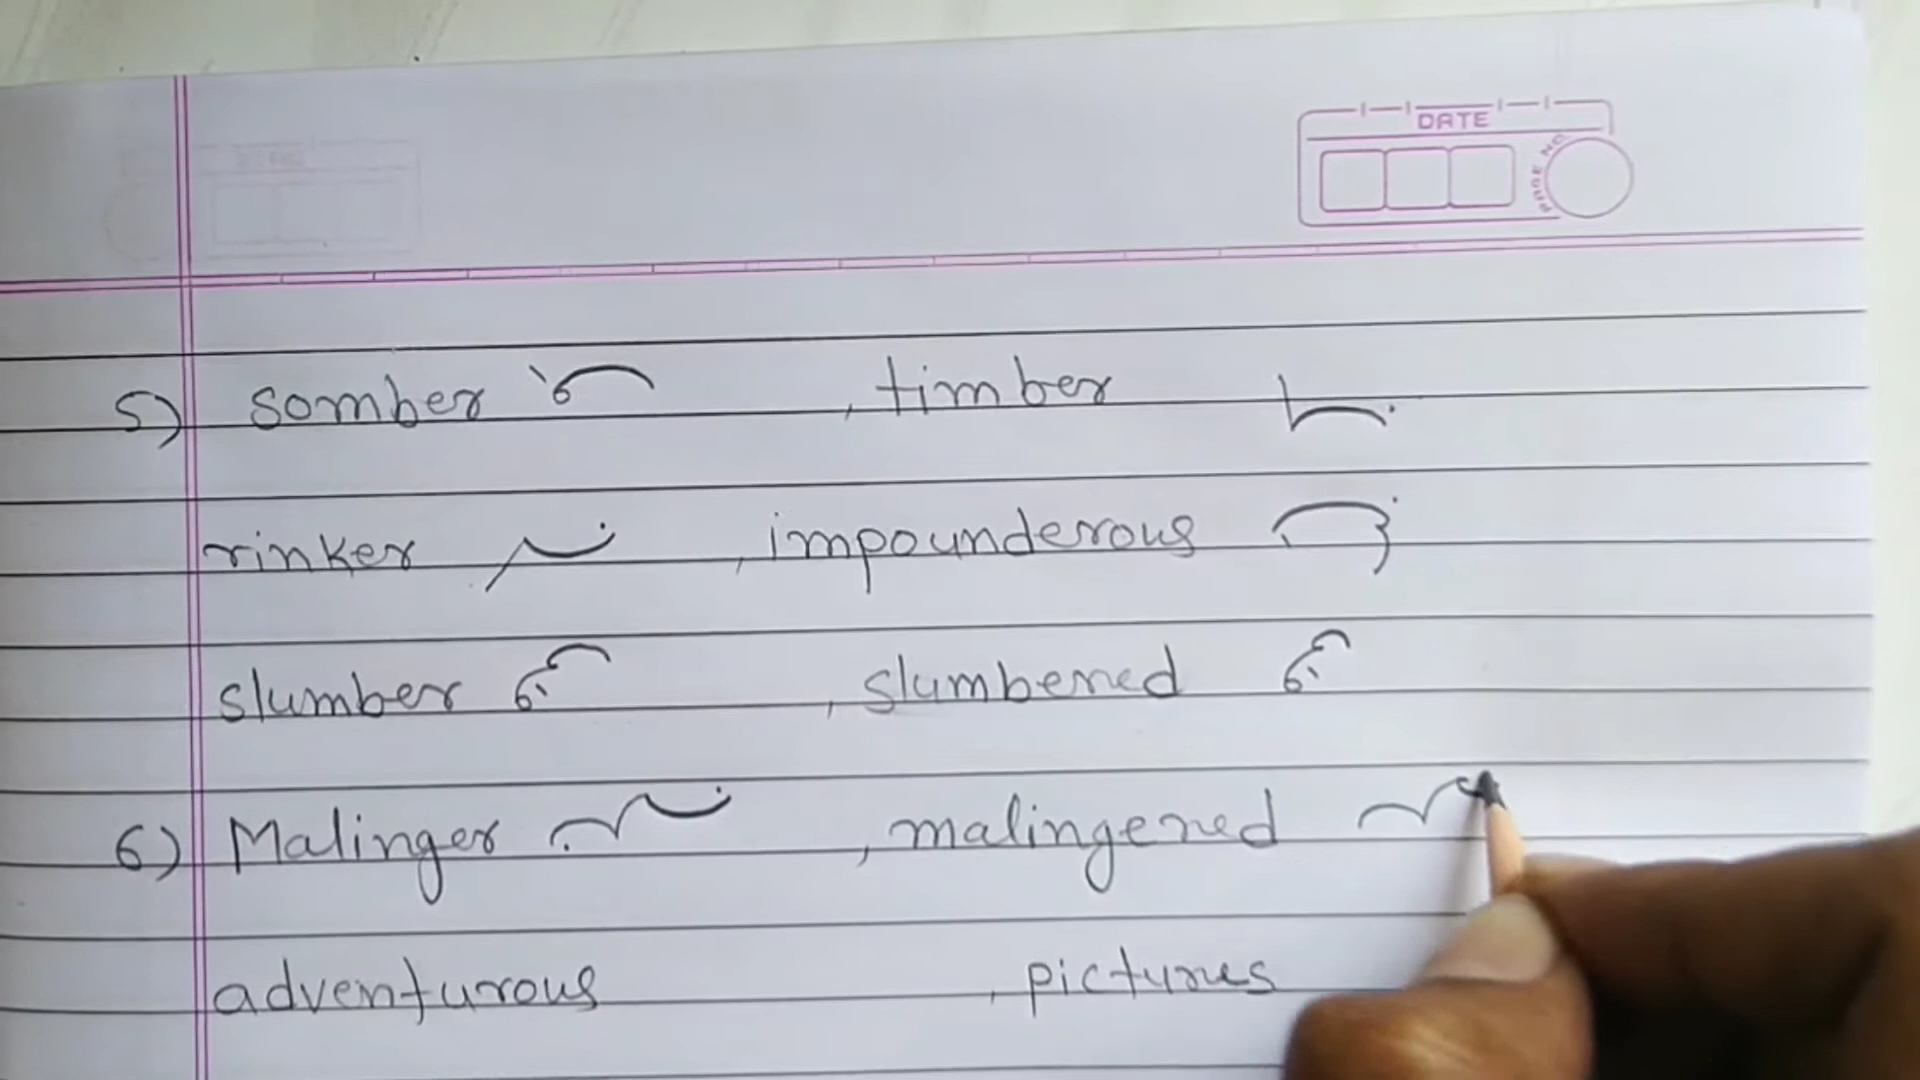 DATE
PAGE NO.
5) somber , timber
rinker , impounderous
slumber , slumbered
6) Malinger , malingered
adventurous , pictures